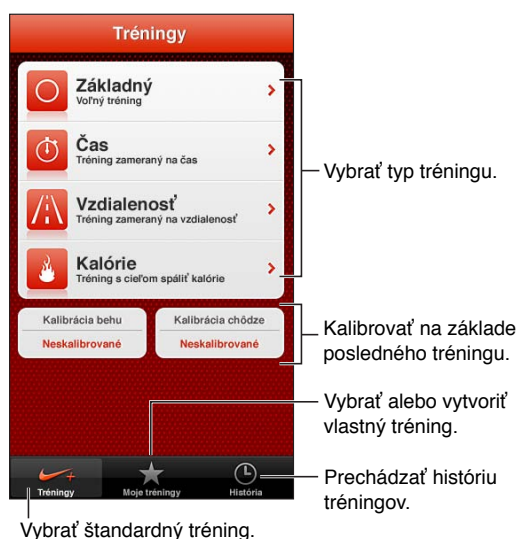 Tréningy
Základný
Voľný tréning
Čas
Tréning zameraný na čas
Vzdialenosť
Tréning zameraný na vzdialenosť
Kalórie
Tréning s cieľom spáliť kalórie
Vybrať typ tréningu.
Kalibrácia behu
Neskalibrované
Kalibrácia chôdze
Neskalibrované
Kalibrovať na základe
posledného tréningu.
Vybrať alebo vytvoriť
vlastný tréning.
Tréningy
Moje tréningy
História
Prechádzať históriu
tréningov.
Vybrať štandardný tréning.